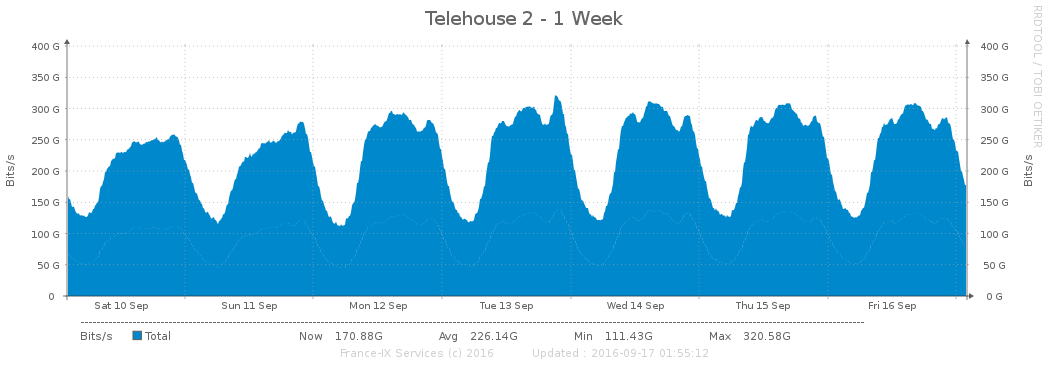 Telehouse 2 - 1 Week
RRDTOOL / TOBI OETIKER
400 G 400 G
350 G 350 G
300 G 300 G
250 G 250 G
200 G 200 G
150 G 150 G
100 G 100 G
50 G 50 G
0 0 G
Bits/s
Bits/s
Sat 10 Sep Sun 11 Sep Mon 12 Sep Tue 13 Sep Wed 14 Sep Thu 15 Sep Fri 16 Sep
Bits/s Total Now 170.88G Avg 226.14G Min 111.43G Max 320.58G
France-IX Services (c) 2016 Updated : 2016-09-17 01:55:12